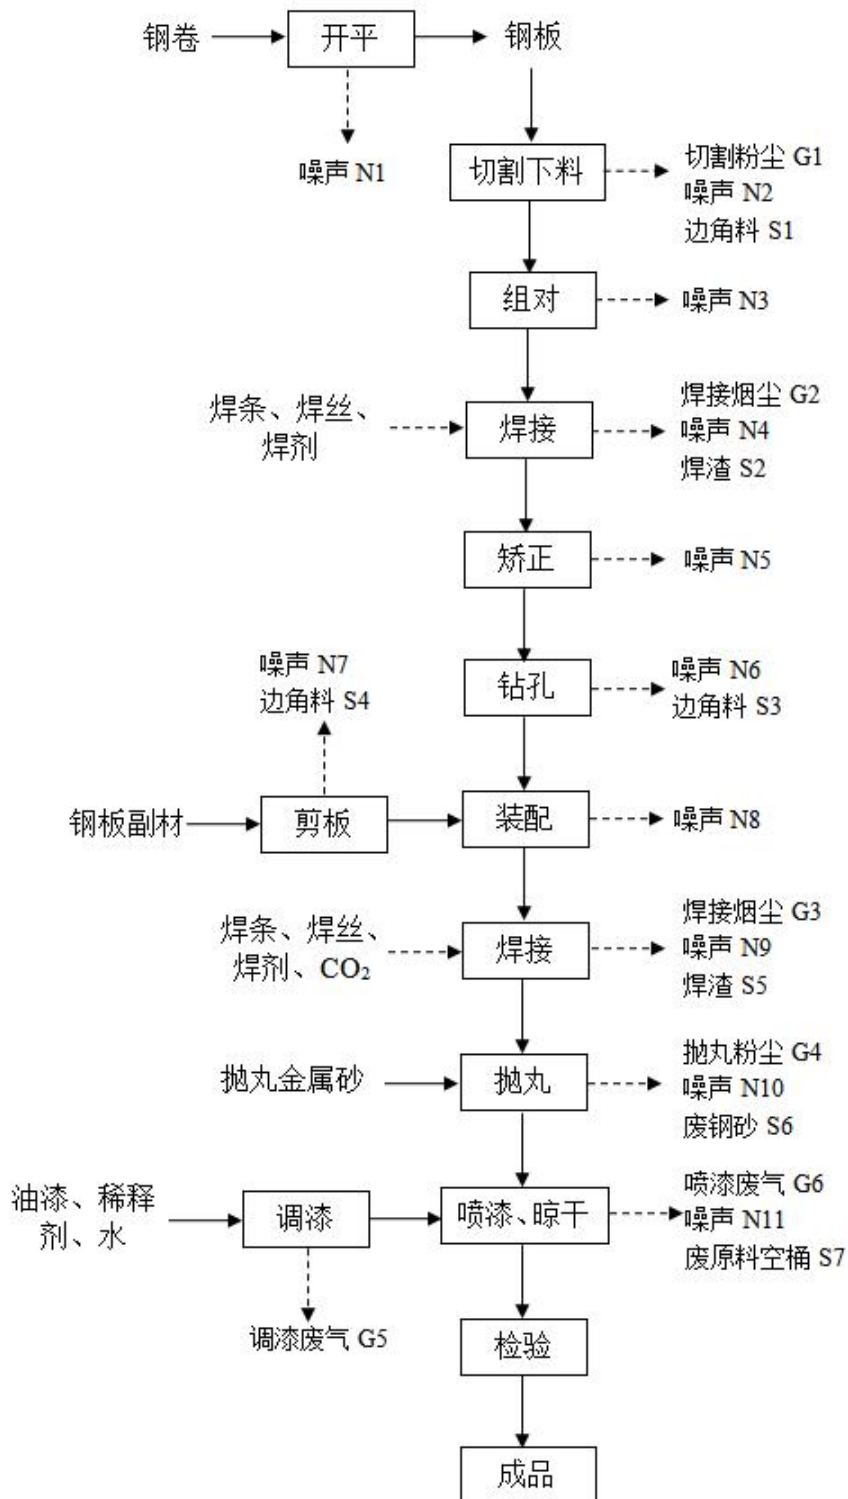 钢卷
开平
钢板
噪声 N1
切割下料
切割粉尘 G1
噪声 N2
边角料 S1
组对
噪声 N3
焊条、焊丝、
焊剂
焊接
焊接烟尘 G2
噪声 N4
焊渣 S2
矫正
噪声 N5
噪声 N7
边角料 S4
钻孔
噪声 N6
边角料 S3
钢板副材
剪板
装配
噪声 N8
焊条、焊丝、
焊剂、CO₂
焊接
焊接烟尘 G3
噪声 N9
焊渣 S5
抛丸金属砂
抛丸
抛丸粉尘 G4
噪声 N10
废钢砂 S6
油漆、稀释
剂、水
调漆
喷漆、晾干
喷漆废气 G6
噪声 N11
废原料空桶 S7
调漆废气 G5
检验
成品